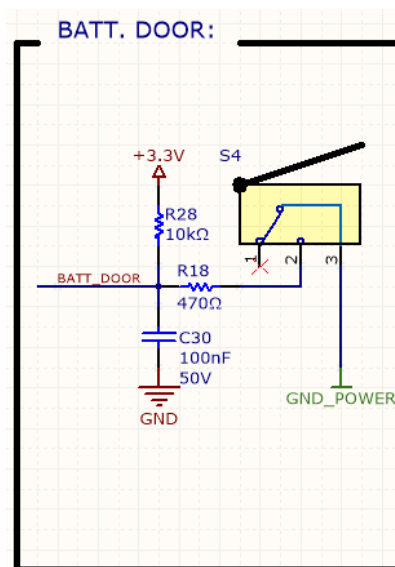 BATT. DOOR:
+3.3V
S4
R28
10kΩ
BATT_DOOR
R18
470Ω
1
2
3
C30
100nF
50V
GND
GND_POWER